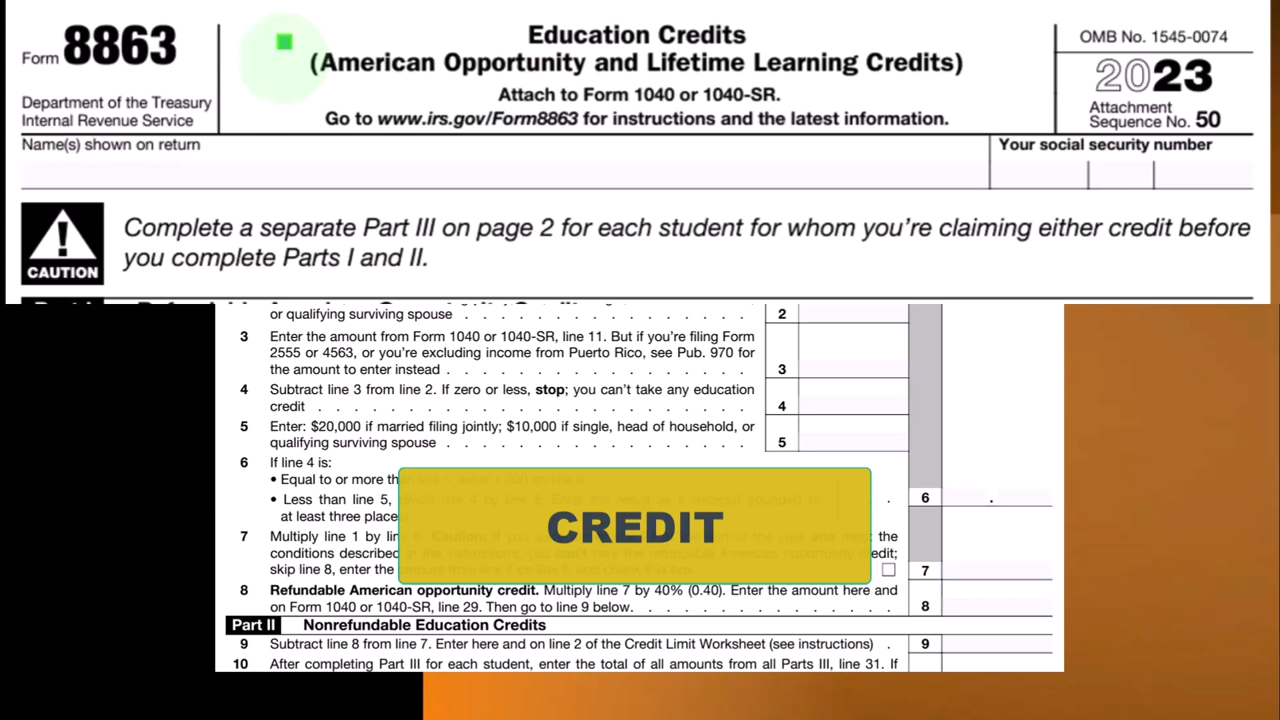 Form 8863
Department of the Treasury
Internal Revenue Service
Education Credits
(American Opportunity and Lifetime Learning Credits)
Attach to Form 1040 or 1040-SR.
Go to www.irs.gov/Form8863 for instructions and the latest information.
OMB No. 1545-0074
2023
Attachment
Sequence No. 50
Name(s) shown on return
Your social security number
CAUTION
Complete a separate Part III on page 2 for each student for whom you're claiming either credit before
you complete Parts I and II.
or qualifying surviving spouse . . . . . . . . . . . . . . . . 2
3 Enter the amount from Form 1040 or 1040-SR, line 11. But if you're filing Form
2555 or 4563, or you're excluding income from Puerto Rico, see Pub. 970 for
the amount to enter instead . . . . . . . . . . . . . . . . . 3
4 Subtract line 3 from line 2. If zero or less, stop; you can't take any education
credit . . . . . . . . . . . . . . . . . . . . . . . . 4
5 Enter: $20,000 if married filing jointly; $10,000 if single, head of household, or
qualifying surviving spouse . . . . . . . . . . . . . . . . . 5
6 If line 4 is:
• Equal to or more
• Less than line 5, . 6 .
at least three
CREDIT
7 Multiply line 1 by the
conditions described
skip line 8, enter the 7
8 Refundable American opportunity credit. Multiply line 7 by 40% (0.40). Enter the amount here and
on Form 1040 or 1040-SR, line 29. Then go to line 9 below. . . . . . . . . . . . . . . 8
Part II Nonrefundable Education Credits
9 Subtract line 8 from line 7. Enter here and on line 2 of the Credit Limit Worksheet (see instructions) . 9
10 After completing Part III for each student, enter the total of all amounts from all Parts III, line 31. If